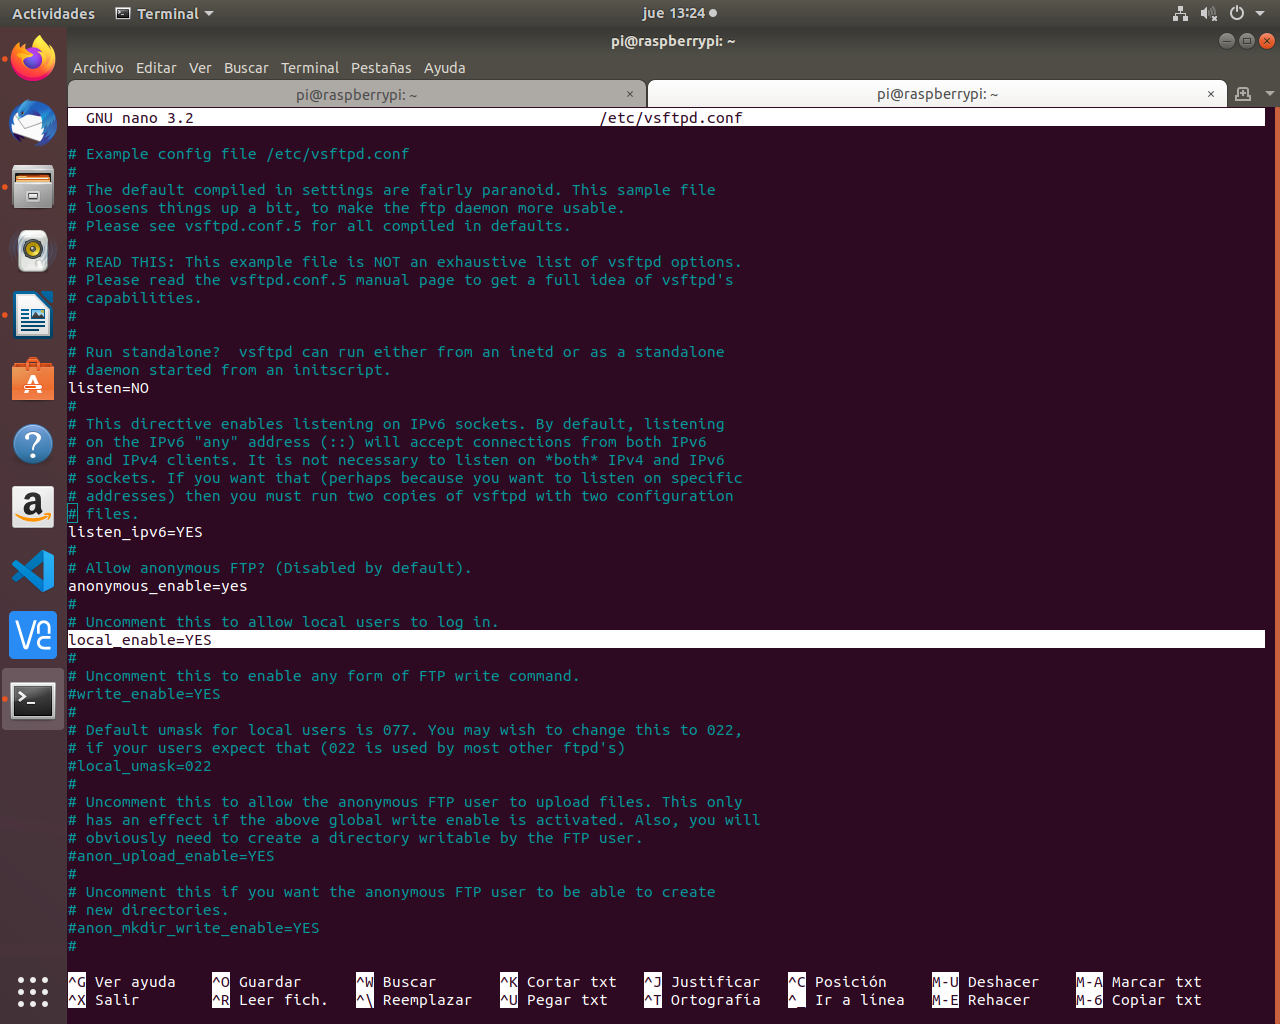 Actividades Terminal jue 13:24
pi@raspberrypi: ~
Archivo Editar Ver Buscar Terminal Pestañas Ayuda
pi@raspberrypi: ~ × pi@raspberrypi: ~ ×
GNU nano 3.2 /etc/vsftpd.conf
# Example config file /etc/vsftpd.conf
#
# The default compiled in settings are fairly paranoid. This sample file
# loosens things up a bit, to make the ftp daemon more usable.
# Please see vsftpd.conf.5 for all compiled in defaults.
#
# READ THIS: This example file is NOT an exhaustive list of vsftpd options.
# Please read the vsftpd.conf.5 manual page to get a full idea of vsftpd's
# capabilities.
#
#
# Run standalone?  vsftpd can run either from an inetd or as a standalone
# daemon started from an initscript.
listen=NO
#
# This directive enables listening on IPv6 sockets. By default, listening
# on the IPv6 "any" address (::) will accept connections from both IPv6
# and IPv4 clients. It is not necessary to listen on *both* IPv4 and IPv6
# sockets. If you want that (perhaps because you want to listen on specific
# addresses) then you must run two copies of vsftpd with two configuration
# files.
listen_ipv6=YES
#
# Allow anonymous FTP? (Disabled by default).
anonymous_enable=yes
#
# Uncomment this to allow local users to log in.
local_enable=YES
#
# Uncomment this to enable any form of FTP write command.
#write_enable=YES
#
# Default umask for local users is 077. You may wish to change this to 022,
# if your users expect that (022 is used by most other ftpd's)
#local_umask=022
#
# Uncomment this to allow the anonymous FTP user to upload files. This only
# has an effect if the above global write enable is activated. Also, you will
# obviously need to create a directory writable by the FTP user.
#anon_upload_enable=YES
#
# Uncomment this if you want the anonymous FTP user to be able to create
# new directories.
#anon_mkdir_write_enable=YES
#
^G Ver ayuda ^O Guardar ^W Buscar ^K Cortar txt ^J Justificar ^C Posición M-U Deshacer M-A Marcar txt
^X Salir ^R Leer fich. ^\ Reemplazar ^U Pegar txt ^T Ortografía ^_ Ir a línea M-E Rehacer M-6 Copiar txt